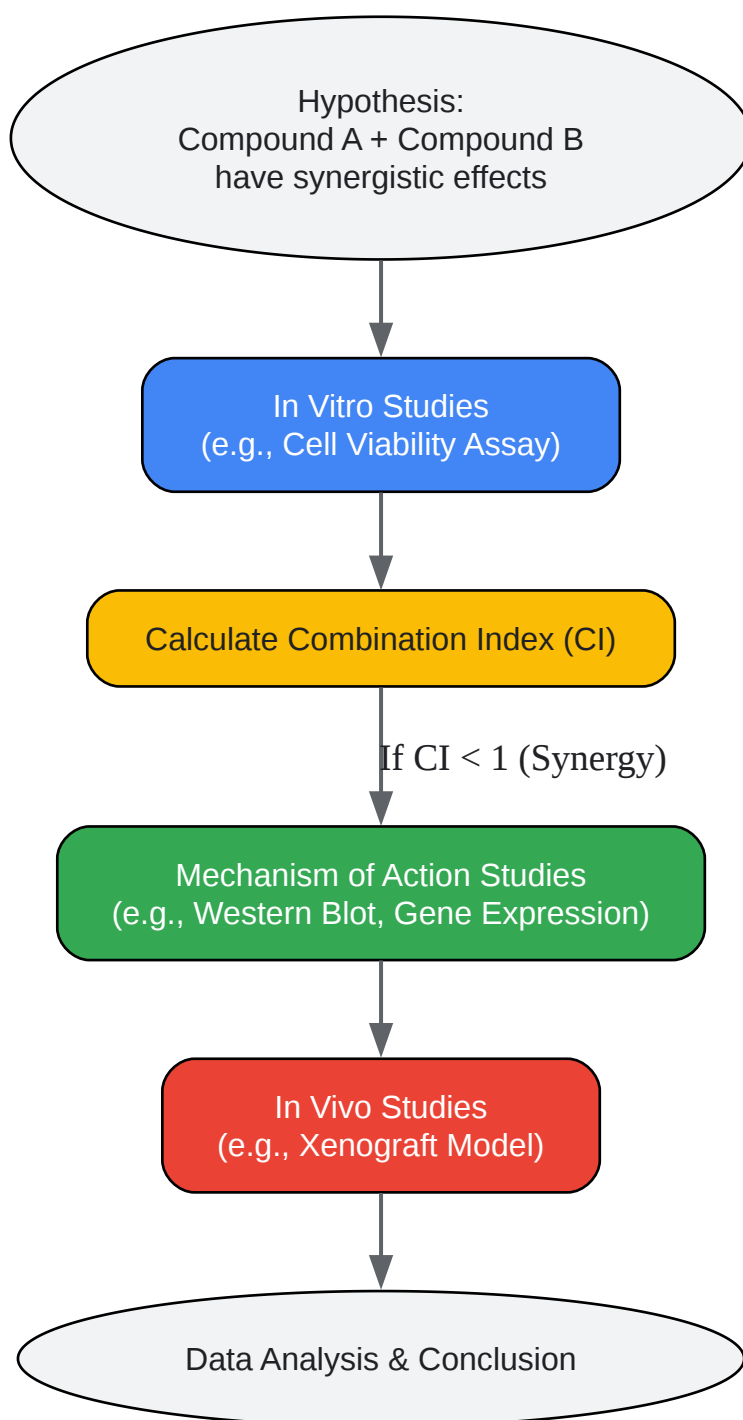 Hypothesis:
Compound A + Compound B
have synergistic effects
In Vitro Studies
(e.g., Cell Viability Assay)
Calculate Combination Index (CI)
If CI < 1 (Synergy)
Mechanism of Action Studies
(e.g., Western Blot, Gene Expression)
In Vivo Studies
(e.g., Xenograft Model)
Data Analysis & Conclusion